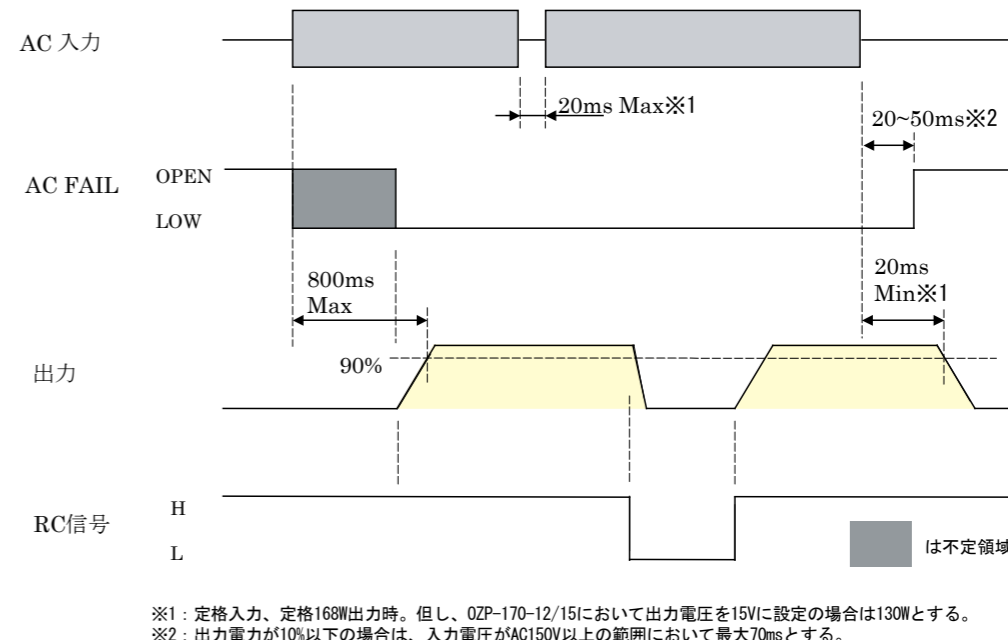 AC 入力
20ms Max※1
20~50ms※2
AC FAIL
OPEN
LOW
800ms
Max
20ms
Min※1
90%
出力
RC信号
H
L
は不定領域
※1：定格入力、定格168W出力時。但し、OZP-170-12/15において出力電圧を15Vに設定の場合は130Wとする。
※2：出力電力が10%以下の場合は、入力電圧がAC150V以上の範囲において最大70msとする。